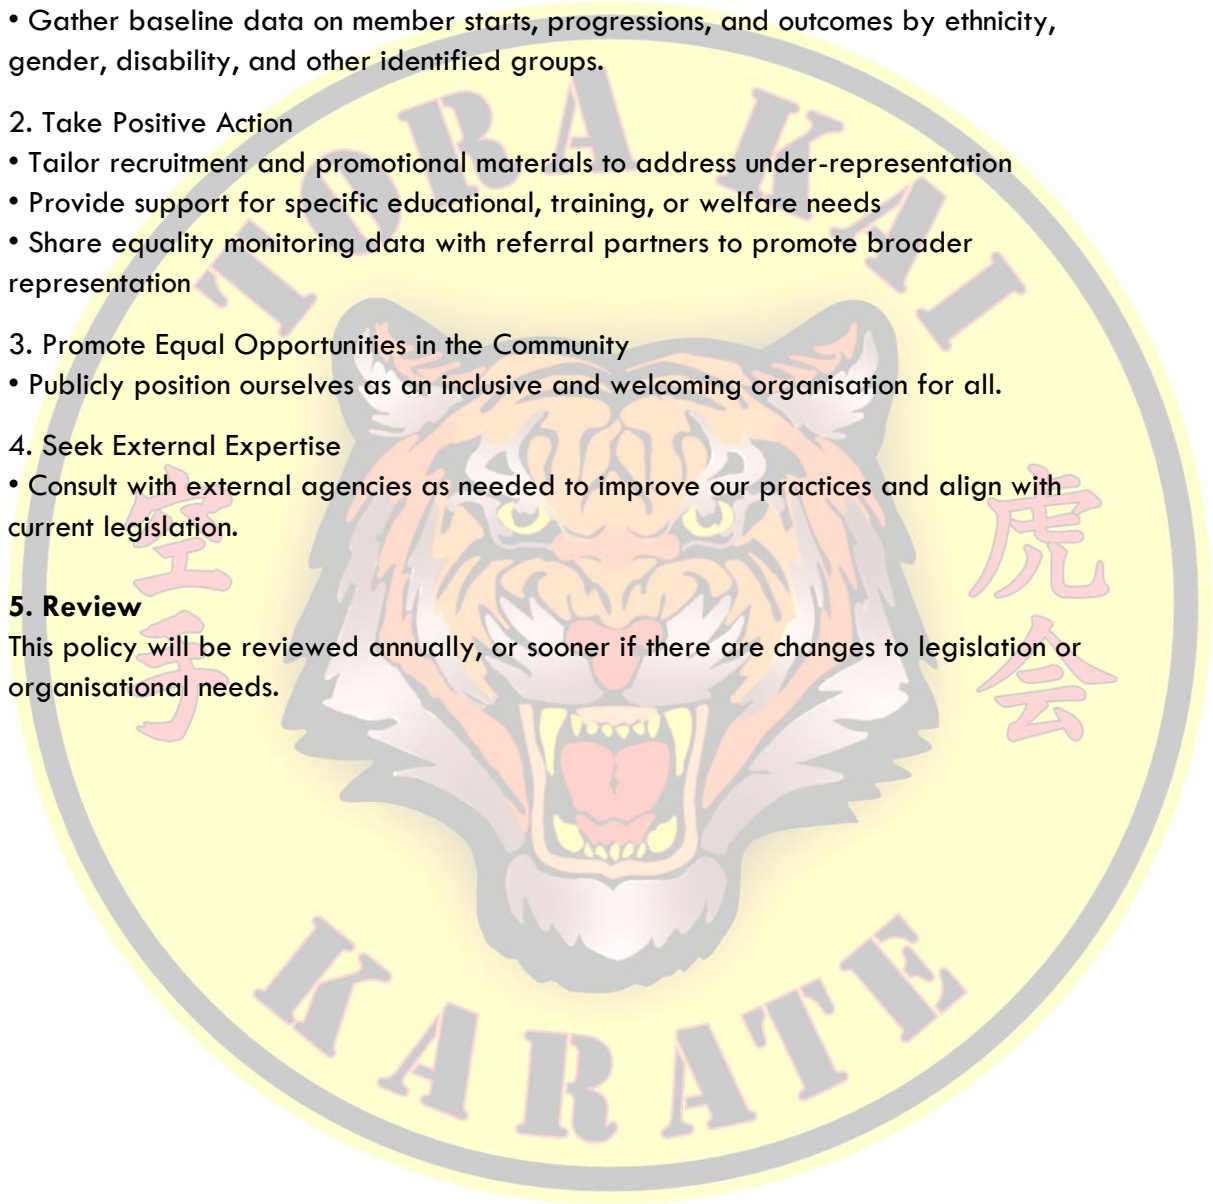 • Gather baseline data on member starts, progressions, and outcomes by ethnicity,
gender, disability, and other identified groups.
2. Take Positive Action
• Tailor recruitment and promotional materials to address under-representation
• Provide support for specific educational, training, or welfare needs
• Share equality monitoring data with referral partners to promote broader
representation
3. Promote Equal Opportunities in the Community
• Publicly position ourselves as an inclusive and welcoming organisation for all.
4. Seek External Expertise
• Consult with external agencies as needed to improve our practices and align with
current legislation.
5. Review
This policy will be reviewed annually, or sooner if there are changes to legislation or
organisational needs.
TORA KAI
空手
虎会
KARATE